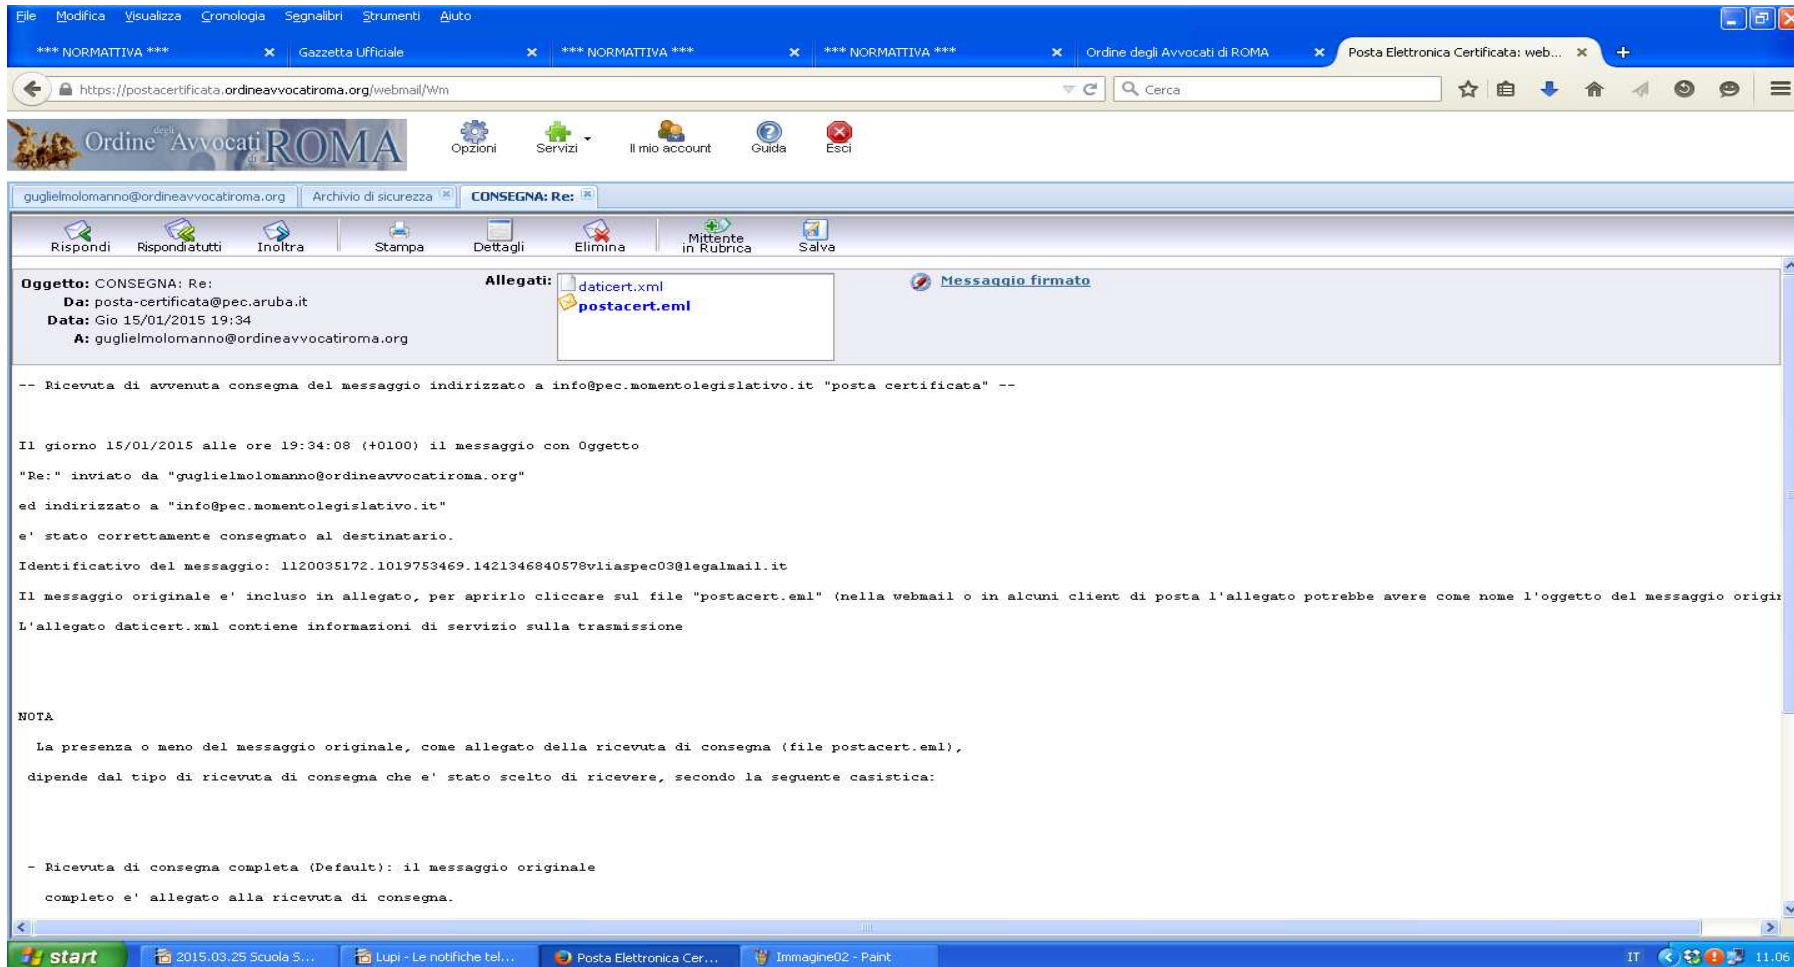 File Modifica Visualizza Cronologia Segnalibri Strumenti Aiuto
*** NORMATTIVA *** Gazzetta Ufficiale *** NORMATTIVA *** *** NORMATTIVA *** Ordine degli Avvocati di ROMA Posta Elettronica Certificata: web...
https://postacertificata.ordineavvocatiroma.org/webmail/Wm Cerca
Ordine degli Avvocati di ROMA
Opzioni Servizi Il mio account Guida Esci
guglielmolomanno@ordineavvocatiroma.org Archivio di sicurezza CONSEGNA: Re:
Rispondi Rispondi a tutti Inoltra Stampa Dettagli Elimina Mittente in Rubrica Salva
Oggetto: CONSEGNA: Re: Allegati: daticert.xml Messaggio firmato
Da: posta-certificata@pec.aruba.it postacert.eml
Data: Gio 15/01/2015 19:34
A: guglielmolomanno@ordineavvocatiroma.org
-- Ricevuta di avvenuta consegna del messaggio indirizzato a info@pec.momentolegislativo.it "posta certificata" --
Il giorno 15/01/2015 alle ore 19:34:08 (+0100) il messaggio con Oggetto
"Re:" inviato da "guglielmolomanno@ordineavvocatiroma.org"
ed indirizzato a "info@pec.momentolegislativo.it"
e' stato correttamente consegnato al destinatario.
Identificativo del messaggio: 1120035172.1019753469.1421346840578vliaspec03@legalmail.it
Il messaggio originale e' incluso in allegato, per aprirlo cliccare sul file "postacert.eml" (nella webmail o in alcuni client di posta l'allegato potrebbe avere come nome l'oggetto del messaggio origin
L'allegato daticert.xml contiene informazioni di servizio sulla trasmissione
NOTA
La presenza o meno del messaggio originale, come allegato della ricevuta di consegna (file postacert.eml),
dipende dal tipo di ricevuta di consegna che e' stato scelto di ricevere, secondo la seguente casistica:
- Ricevuta di consegna completa (Default): il messaggio originale
completo e' allegato alla ricevuta di consegna.
start 2015.03.25 Scuola S... Lupi - Le notifiche tel... Posta Elettronica Cer... Immagine02 - Paint IT 11.06